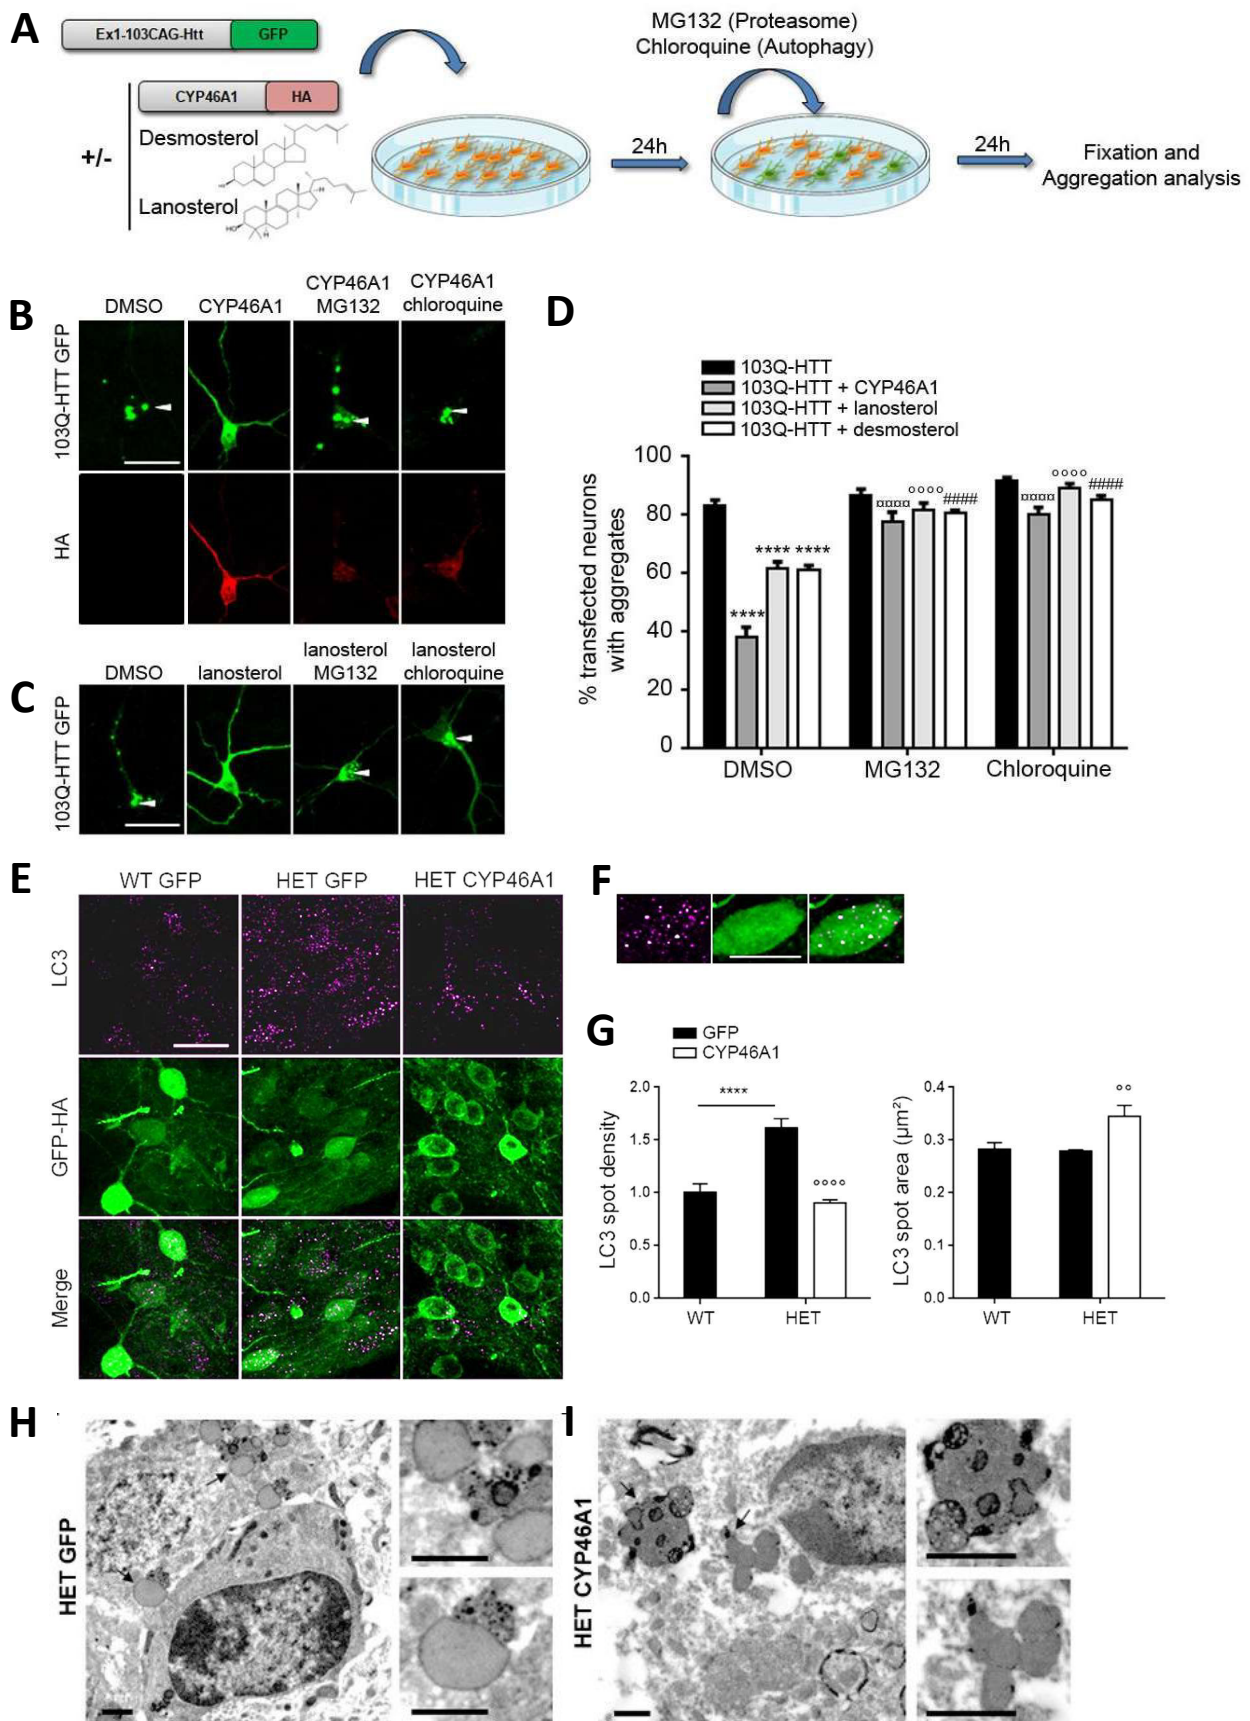 A
Ex1-103CAG-Htt
GFP
+/-
CYP46A1
HA
Desmosterol
HO
Lanosterol
HO
H
H
MG132 (Proteasome)
Chloroquine (Autophagy)
24h
24h
Fixation and
Aggregation analysis
B
DMSO
CYP46A1
CYP46A1
MG132
CYP46A1
chloroquine
103Q-HTT GFP
HA
C
DMSO
lanosterol
lanosterol
MG132
lanosterol
chloroquine
103Q-HTT GFP
D
103Q-HTT
103Q-HTT + CYP46A1
103Q-HTT + lanosterol
103Q-HTT + desmosterol
% transfected neurons
with aggregates
100
80
60
40
20
0
****
**** ****
¤¤¤¤
°°°°
####
¤¤¤¤
°°°°
####
DMSO
MG132
Chloroquine
E
WT GFP
HET GFP
HET CYP46A1
LC3
GFP-HA
Merge
F
G
GFP
CYP46A1
LC3 spot density
2.0
1.5
1.0
0.5
0.0
****
°°°°
WT
HET
LC3 spot area (µm²)
0.4
0.3
0.2
0.1
0.0
°°
WT
HET
H
HET GFP
I
HET CYP46A1